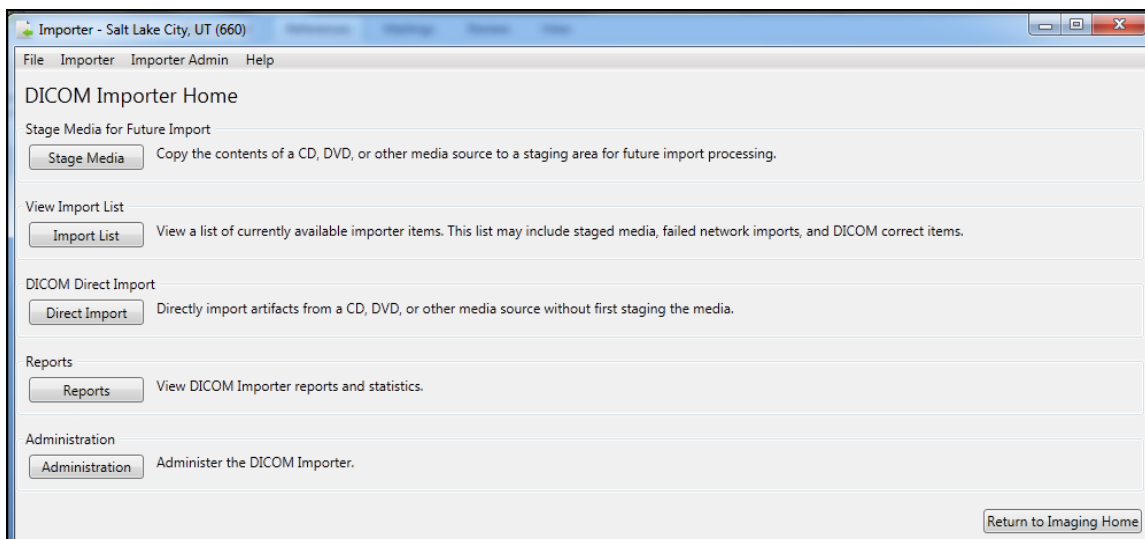 Importer - Salt Lake City, UT (660)
File Importer Importer Admin Help
DICOM Importer Home
Stage Media for Future Import
Stage Media Copy the contents of a CD, DVD, or other media source to a staging area for future import processing.
View Import List
Import List View a list of currently available importer items. This list may include staged media, failed network imports, and DICOM correct items.
DICOM Direct Import
Direct Import Directly import artifacts from a CD, DVD, or other media source without first staging the media.
Reports
Reports View DICOM Importer reports and statistics.
Administration
Administration Administer the DICOM Importer.
Return to Imaging Home